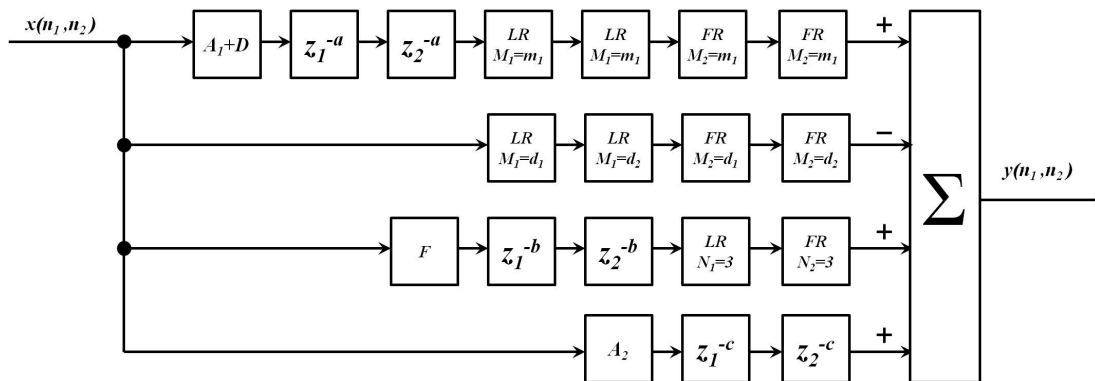 x(n₁,n₂)
A₁+D
z₁⁻ᵃ
z₂⁻ᵃ
LR
M₁=m₁
LR
M₁=m₁
FR
M₂=m₁
FR
M₂=m₁
+
LR
M₁=d₁
LR
M₁=d₂
FR
M₂=d₁
FR
M₂=d₂
−
y(n₁,n₂)
Σ
F
z₁⁻ᵇ
z₂⁻ᵇ
LR
N₁=3
FR
N₂=3
+
A₂
z₁⁻ᶜ
z₂⁻ᶜ
+